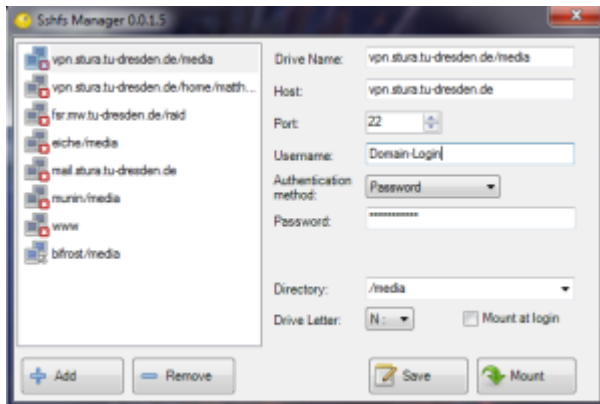 Sshfs Manager 0.0.1.5
vpn.stura.tu-dresden.de/media
vpn.stura.tu-dresden.de/home/matth...
fsr.mw.tu-dresden.de/raid
eiche/media
mail.stura.tu-dresden.de
munin/media
www
bifrost/media
Add
Remove
Drive Name:
vpn.stura.tu-dresden.de/media
Host:
vpn.stura.tu-dresden.de
Port:
22
Username:
Domain-Login
Authentication
method:
Password
Password:
Directory:
/media
Drive Letter:
N :
Mount at login
Save
Mount